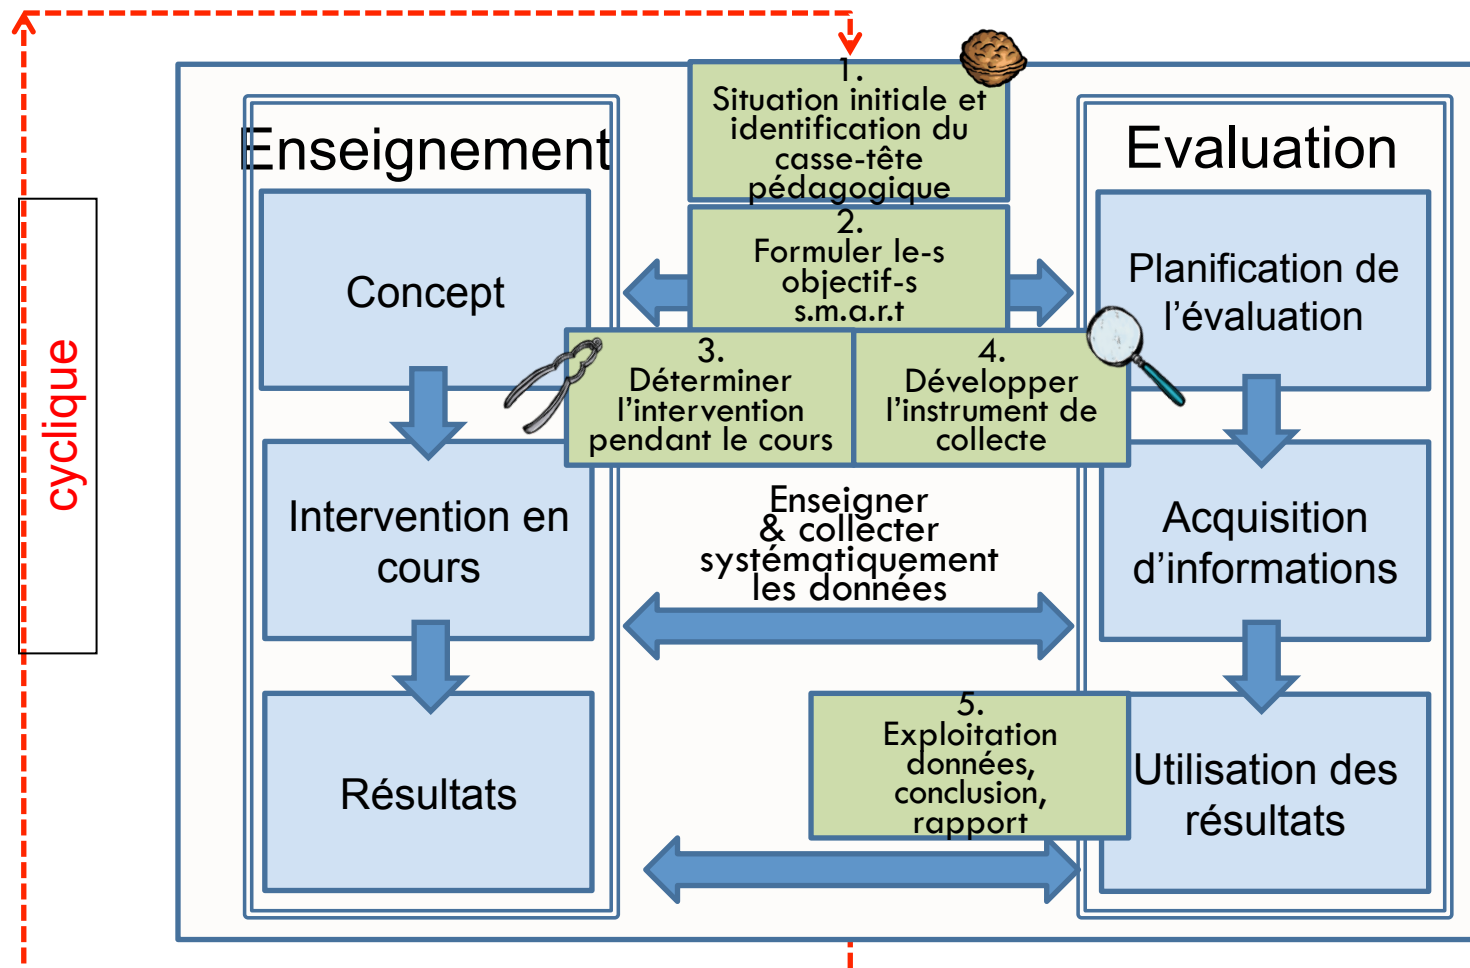 cyclique
Enseignement
Concept
Intervention en
cours
Résultats
1.
Situation initiale et
identification du
casse-tête
pédagogique
2.
Formuler le-s
objectif-s
s.m.a.r.t
3.
Déterminer
l’intervention
pendant le cours
4.
Développer
l’instrument de
collecte
Enseigner
& collecter
systématiquement
les données
5.
Exploitation
données,
conclusion,
rapport
Evaluation
Planification de
l’évaluation
Acquisition
d’informations
Utilisation des
résultats